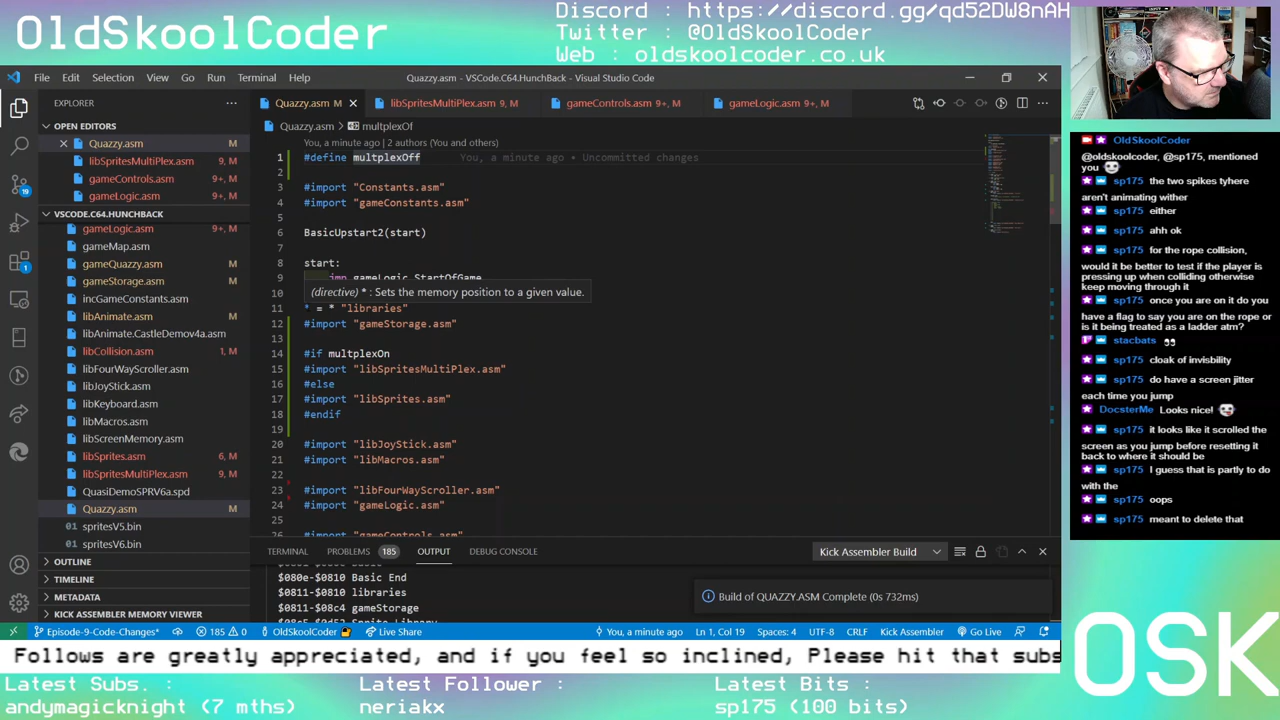 OldSkoolCoder
Discord : https://discord.gg/qd52DW8nAH
Twitter : @OldSkoolCoder
Web : oldskoolcoder.co.uk
File Edit Selection View Go Run Terminal Help
Quazzy.asm - VSCode.C64.HunchBack - Visual Studio Code
EXPLORER
OPEN EDITORS
Quazzy.asm M
libSpritesMultiPlex.asm 9+, M
gameControls.asm 9+, M
gameLogic.asm 9+, M
VSCODE.C64.HUNCHBACK
gameLogic.asm 9+, M
gameMap.asm
gameQuazzy.asm M
gameStorage.asm M
incGameConstants.asm
libAnimate.asm M
libAnimate.CastleDemov4a.asm
libCollision.asm 1, M
libFourWayScroller.asm
libJoyStick.asm
libKeyboard.asm
libMacros.asm
libScreenMemory.asm
libSprites.asm 6, M
libSpritesMultiPlex.asm 9, M
QuasiDemoSPRV6a.spd
Quazzy.asm M
spritesV5.bin
spritesV6.bin
OUTLINE
TIMELINE
METADATA
KICK ASSEMBLER MEMORY VIEWER
19
1
Quazzy.asm M
libSpritesMultiPlex.asm 9, M
gameControls.asm 9+, M
gameLogic.asm 9+, M
Quazzy.asm > multplexOf
You, a minute ago | 2 authors (You and others)
1 #define multplexOff You, a minute ago • Uncommitted changes
2
3 #import "Constants.asm"
4 #import "gameConstants.asm"
5
6 BasicUpstart2(start)
7
8 start:
9 jmp gameLogic.StartOfGame
(directive) * : Sets the memory position to a given value.
11 * = * "libraries"
12 #import "gameStorage.asm"
13
14 #if multplexOn
15 #import "libSpritesMultiPlex.asm"
16 #else
17 #import "libSprites.asm"
18 #endif
19
20 #import "libJoyStick.asm"
21 #import "libMacros.asm"
22
23 #import "libFourWayScroller.asm"
24 #import "gameLogic.asm"
25
26 #import "gameControls.asm"
TERMINAL PROBLEMS 185 OUTPUT DEBUG CONSOLE
Kick Assembler Build
$080e-$0810 Basic End
$0811-$0810 libraries
$0811-$08c4 gameStorage
$08c5-$0d52 Sprite Library
Build of QUAZZY.ASM Complete (0s 732ms)
Episode-9-Code-Changes* 185 0 OldSkoolCoder Live Share You, a minute ago Ln 1, Col 19 Spaces: 4 UTF-8 CRLF Kick Assembler Go Live
OldSkoolCoder
@oldskoolcoder, @sp175, mentioned
you
sp175 the two spikes tyhere
aren't animating wither
sp175 either
sp175 ahh ok
sp175 for the rope collision,
would it be better to test if the player is
pressing up when colliding otherwise
keep moving through it
sp175 once you are on it do you
have a flag to say you are on the rope or
is it being treated as a ladder atm?
stacbats
sp175 cloak of invisbility
sp175 do have a screen jitter
each time you jump
DocsterMe Looks nice!
sp175 it looks like it scrolled the
screen as you jump before resetting it
back to where it should be
sp175 I guess that is partly to do
with the
sp175 oops
sp175 meant to delete that
OSK
Follows are greatly appreciated, and if you feel so inclined, Please hit that subs
Latest Subs. :
andymagicknight (7 mths)
Latest Follower :
neriakx
Latest Bits :
sp175 (100 bits)